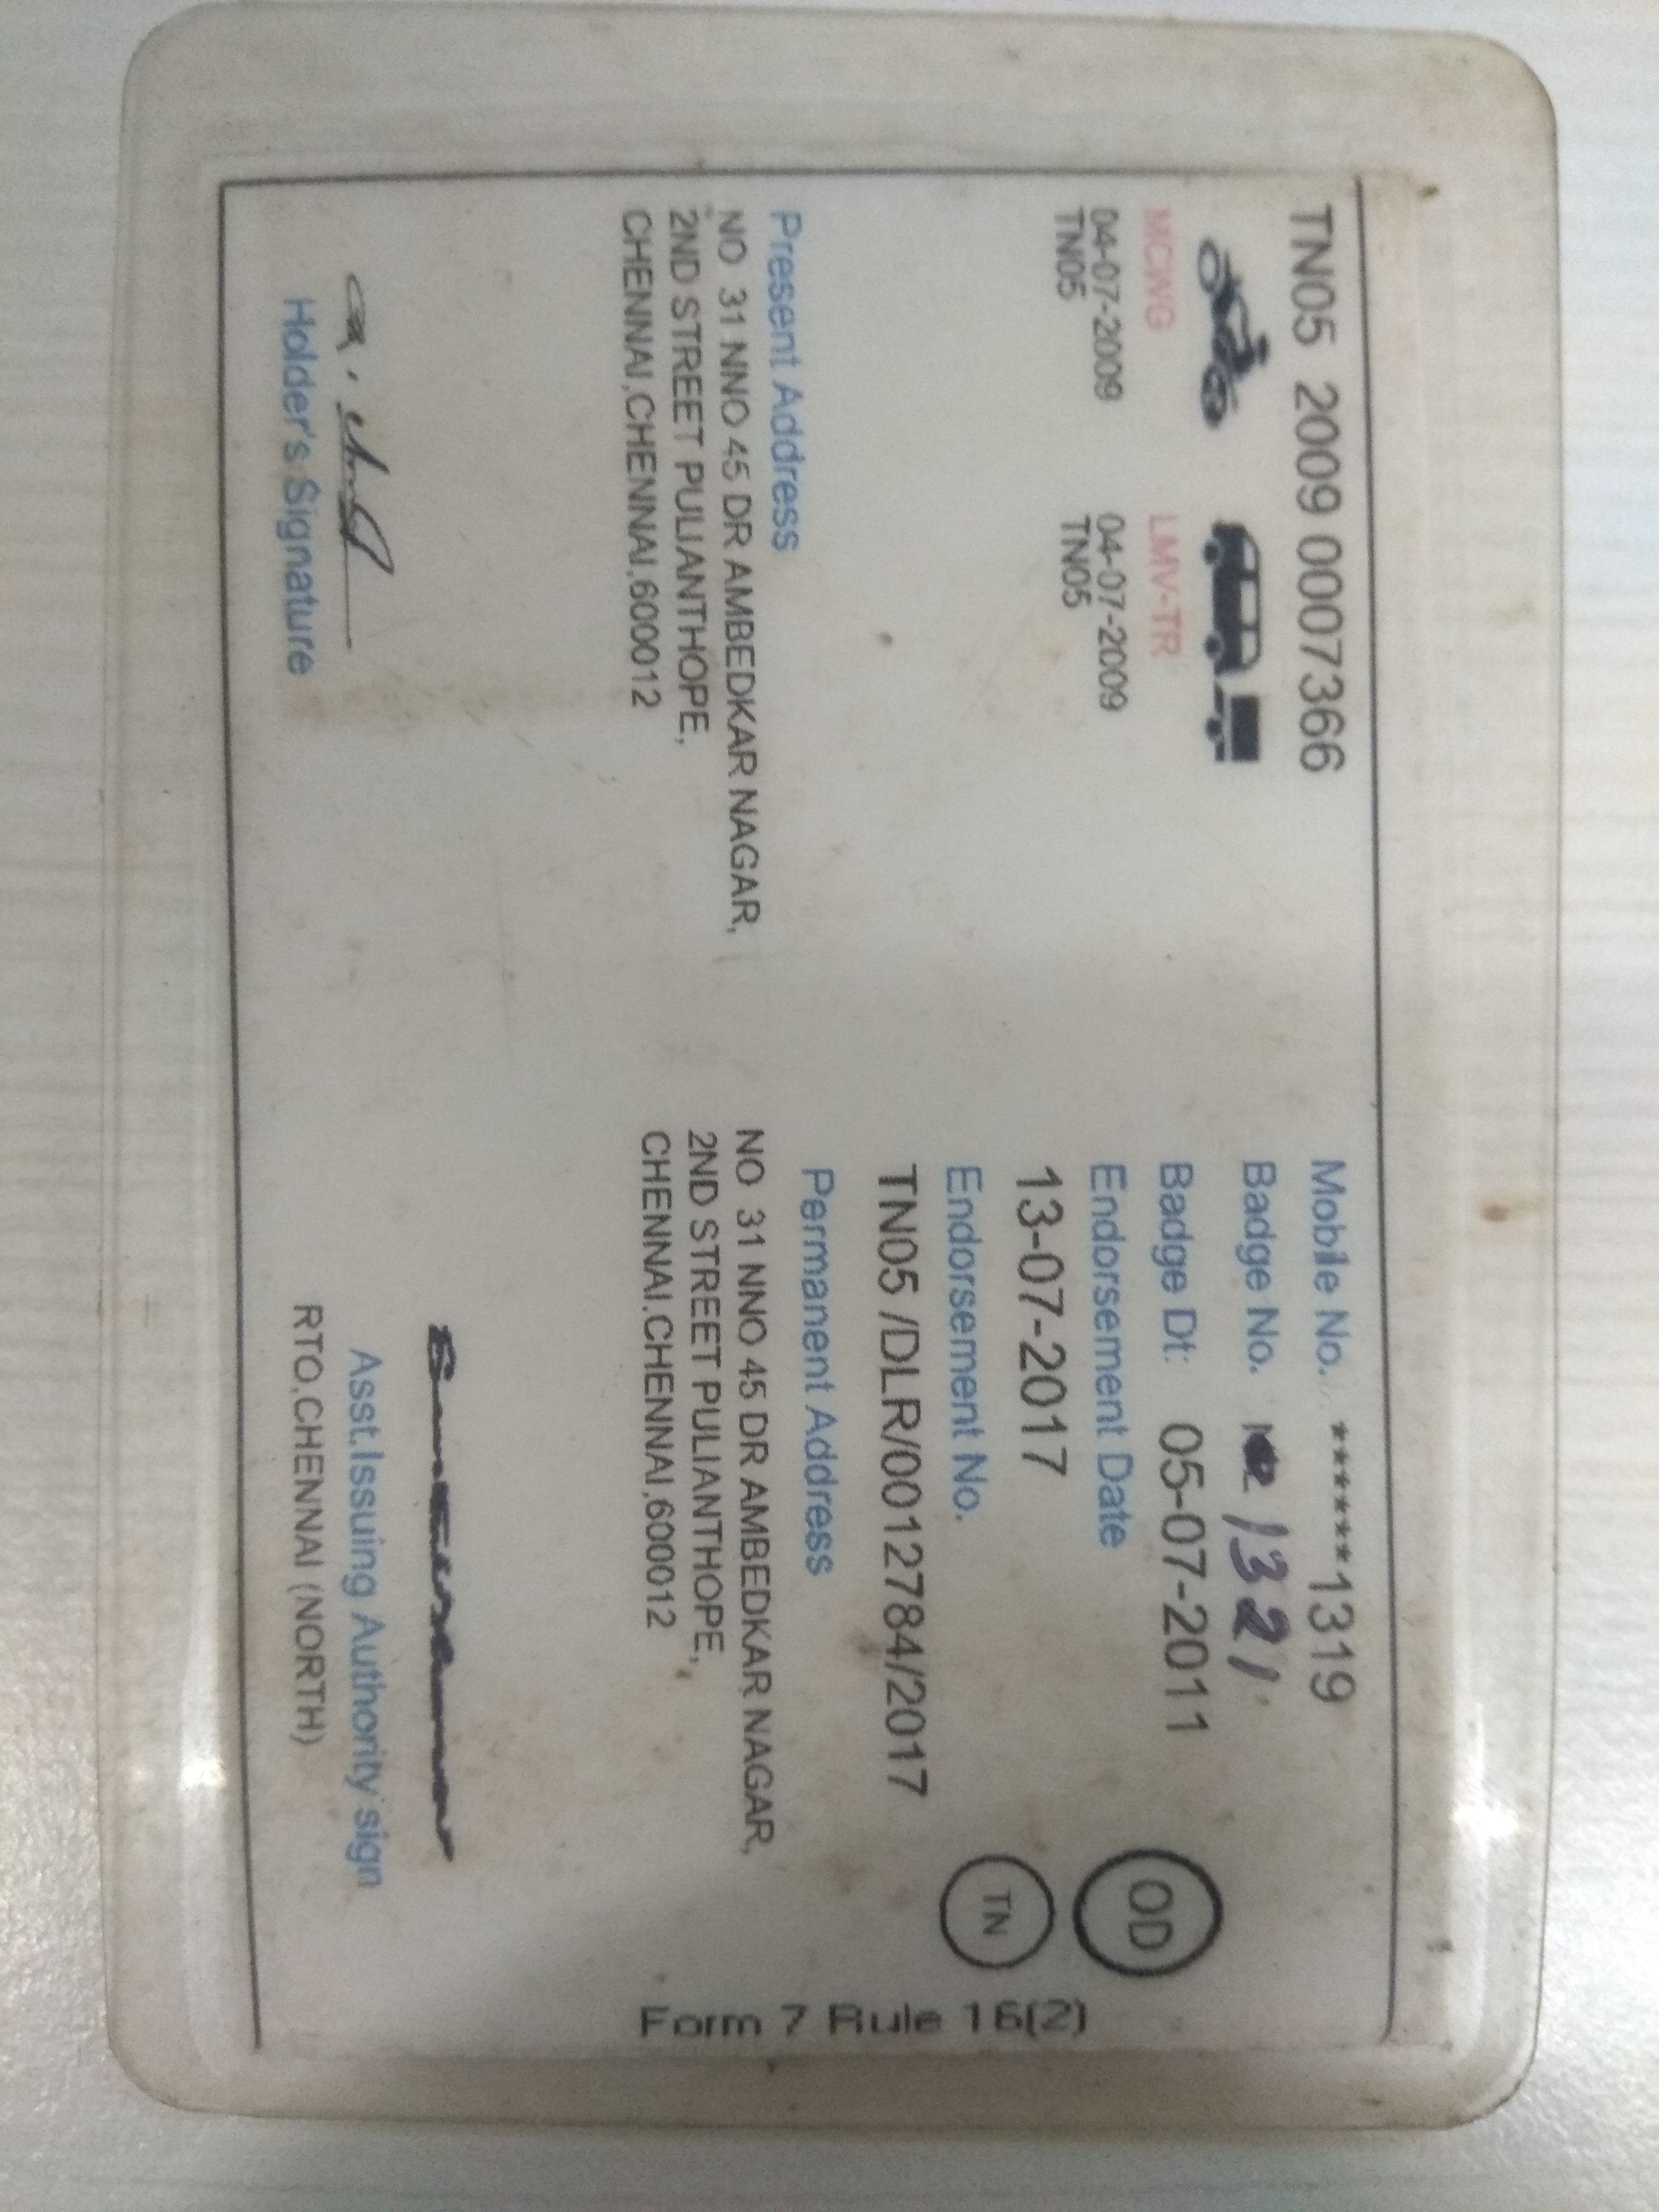 TN05 2009 0007366
MCWG
04-07-2009
TN05
LMV-TR
04-07-2009
TN05
Present Address
NO 31 NNO 45 DR AMBEDKAR NAGAR,
2ND STREET PULIANTHOPE,
CHENNAI,CHENNAI,600012
Holder's Signature
Mobile No. ******1319
Badge No. 1321
Badge Dt: 05-07-2011
Endorsement Date
13-07-2017
Endorsement No.
TN05 /DLR/0012784/2017
OD
TN
Permanent Address
NO 31 NNO 45 DR AMBEDKAR NAGAR,
2ND STREET PULIANTHOPE,
CHENNAI,CHENNAI,600012
Asst.Issuing Authority sign
RTO,CHENNAI (NORTH)
Form 7 Rule 16(2)